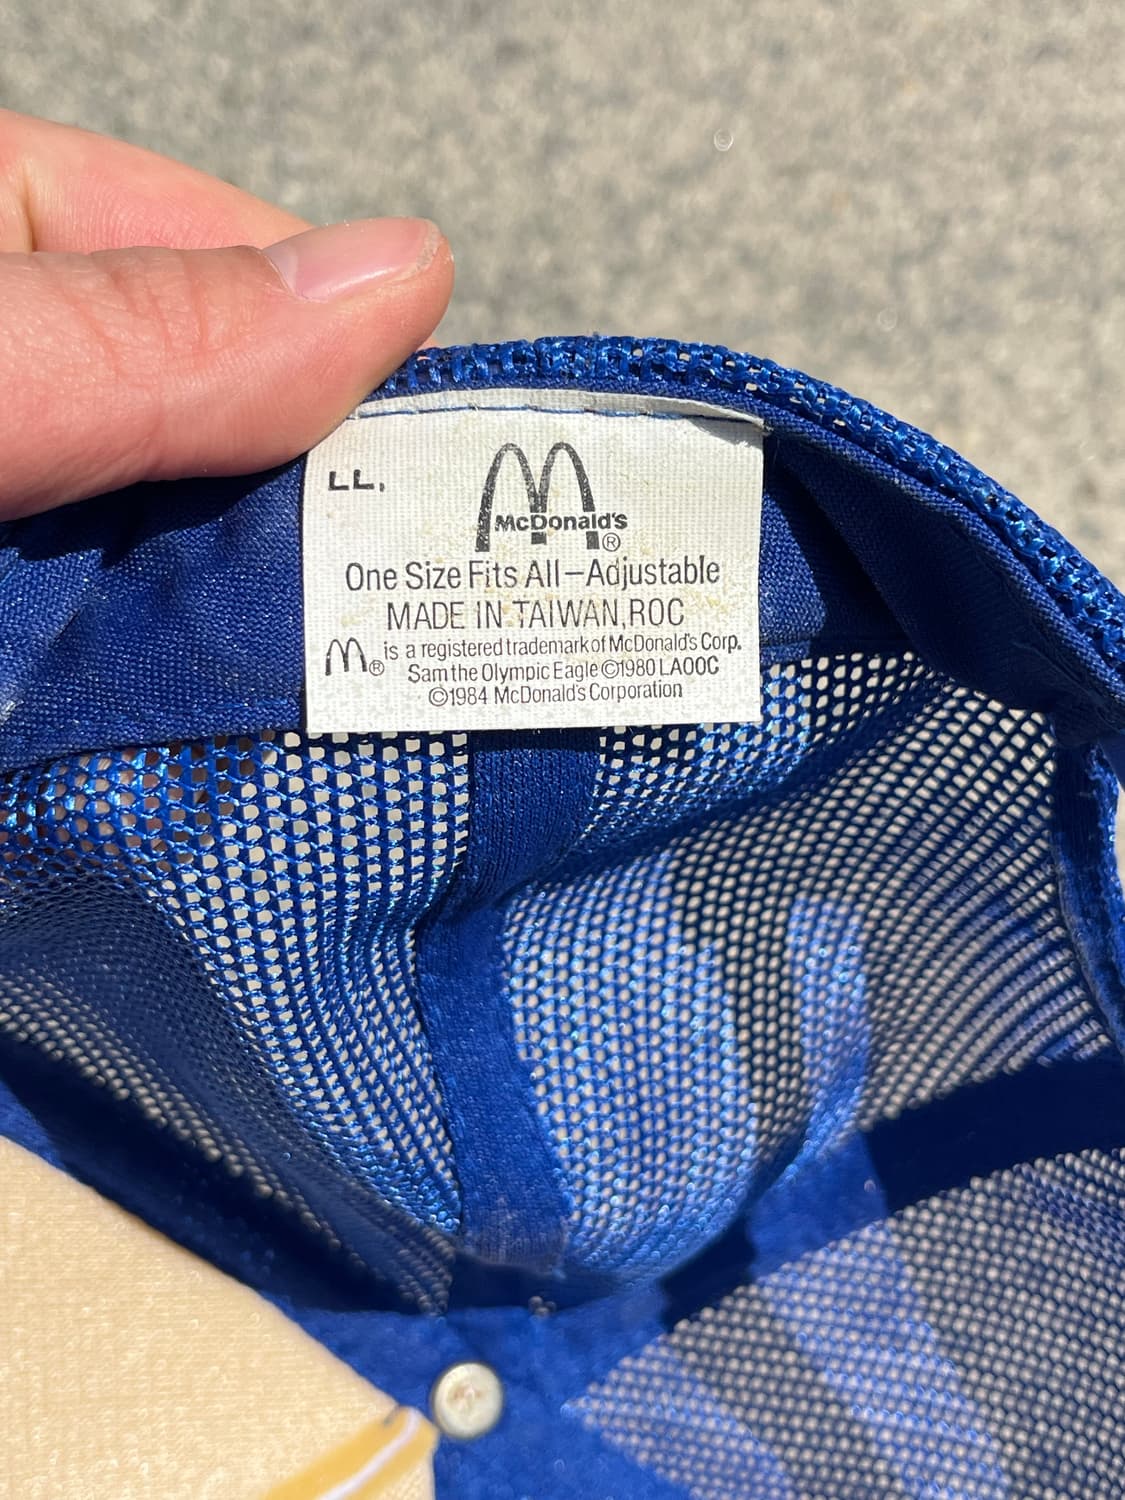 LL.
McDonald's
®
One Size Fits All-Adjustable
MADE IN TAIWAN, ROC
M® is a registered trademark of McDonald's Corp.
Sam the Olympic Eagle ©1980 LAOOC
©1984 McDonald's Corporation